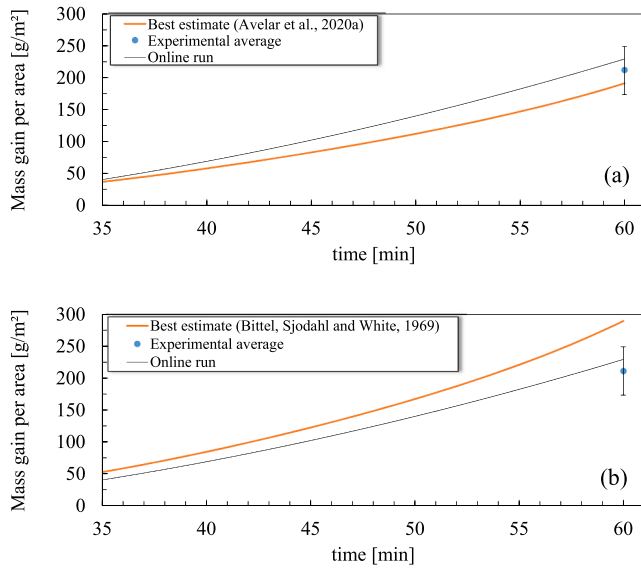 Mass gain per area [g/m²]
300
250
200
150
100
50
0
Best estimate (Avelar et al., 2020a)
Experimental average
Online run
(a)
35 40 45 50 55 60
time [min]
Mass gain per area [g/m²]
300
250
200
150
100
50
0
Best estimate (Bittel, Sjodahl and White, 1969)
Experimental average
Online run
(b)
35 40 45 50 55 60
time [min]